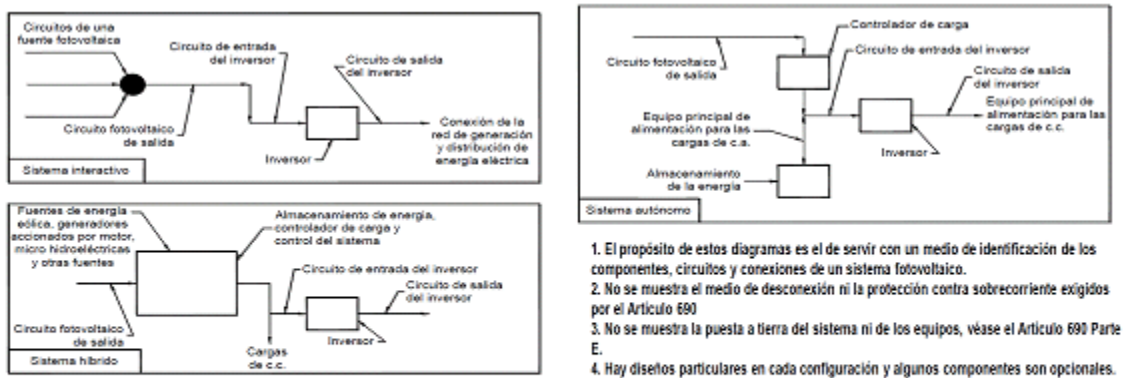 Circuitos de una
fuente fotovoltaica
Circuito de entrada
del inversor
Circuito de salida
del inversor
Circuito fotovoltaico
de salida
Inversor
Conexión de la
red de generación
y distribución de
energía eléctrica
Sistema interactivo
Fuentes de energía
eólica, generadores
accionados por motor,
micro hidroeléctricas
y otras fuentes
Almacenamiento de energía,
controlador de carga y
control del sistema
Circuito de entrada del inversor
Circuito de salida
del inversor
Circuito fotovoltaico
de salida
Inversor
Cargas
de c.c.
Sistema híbrido
Controlador de carga
Circuito de entrada del inversor
Circuito fotovoltaico
de salida
Circuito de salida
del inversor
Equipo principal de
alimentación para las
cargas de c.c.
Equipo principal de
alimentación para las
cargas de c.a.
Inversor
Almacenamiento
de la energía
Sistema autónomo
1. El propósito de estos diagramas es el de servir con un medio de identificación de los
componentes, circuitos y conexiones de un sistema fotovoltaico.
2. No se muestra el medio de desconexión ni la protección contra sobrecorriente exigidos
por el Artículo 690
3. No se muestra la puesta a tierra del sistema ni de los equipos, véase el Artículo 690 Parte
E.
4. Hay diseños particulares en cada configuración y algunos componentes son opcionales.